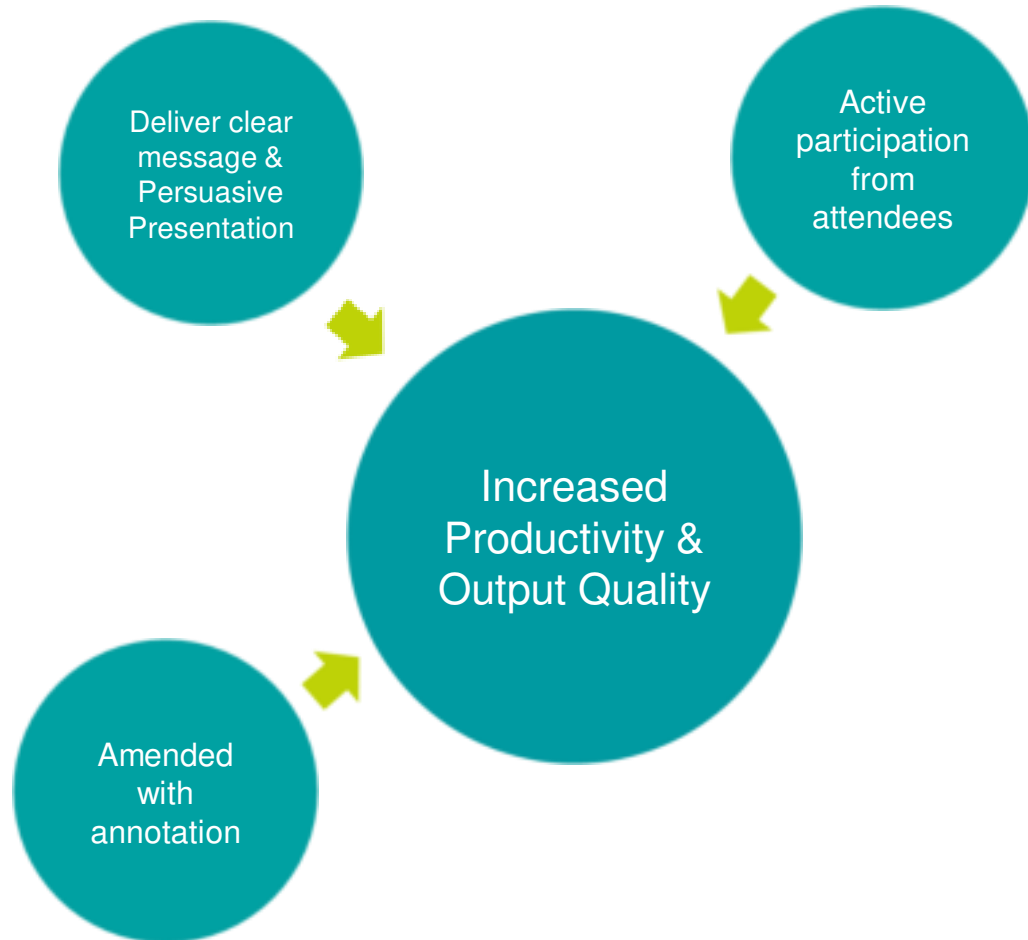 Deliver clear
message &
Persuasive
Presentation
Active
participation
from
attendees
Increased
Productivity &
Output Quality
Amended
with
annotation